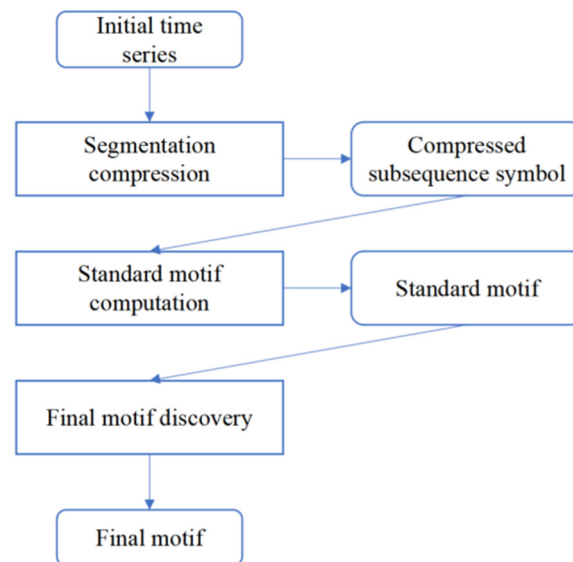 Initial time
series
Segmentation
compression
Compressed
subsequence symbol
Standard motif
computation
Standard motif
Final motif discovery
Final motif